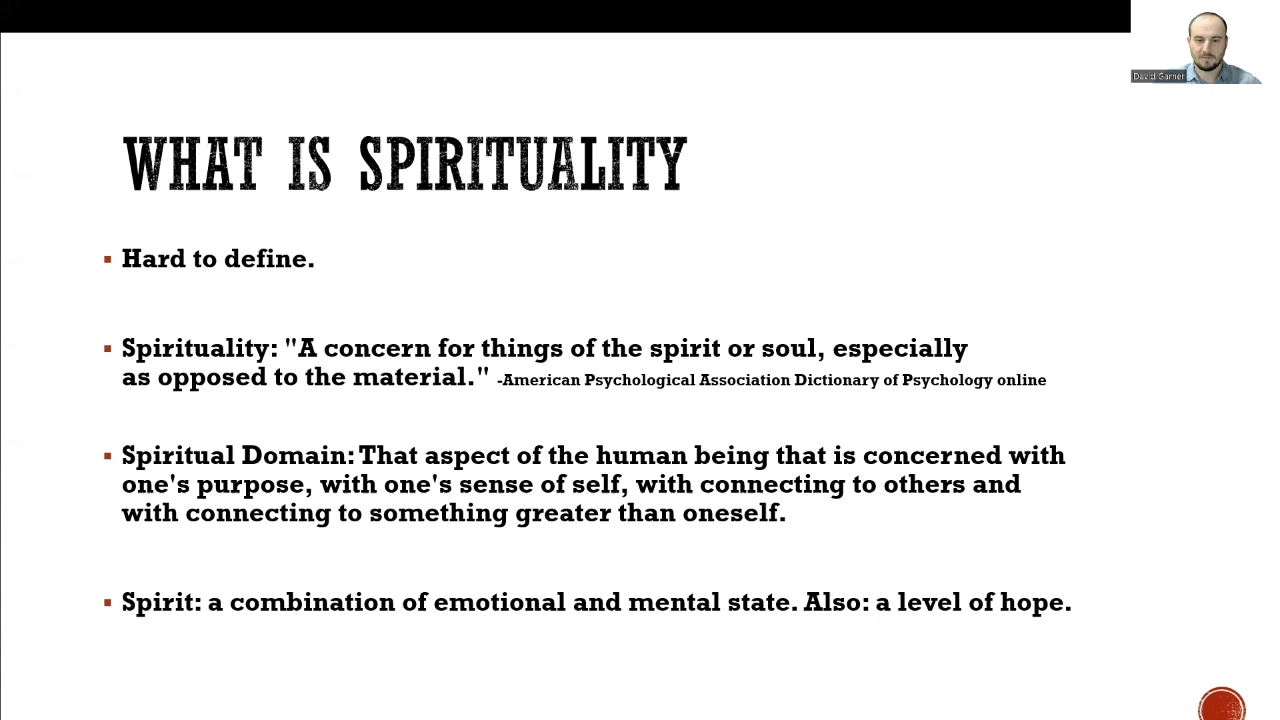 David Garner
WHAT IS SPIRITUALITY
▪ Hard to define.
▪ Spirituality: "A concern for things of the spirit or soul, especially
as opposed to the material." -American Psychological Association Dictionary of Psychology online
▪ Spiritual Domain: That aspect of the human being that is concerned with
one's purpose, with one's sense of self, with connecting to others and
with connecting to something greater than oneself.
▪ Spirit: a combination of emotional and mental state. Also: a level of hope.